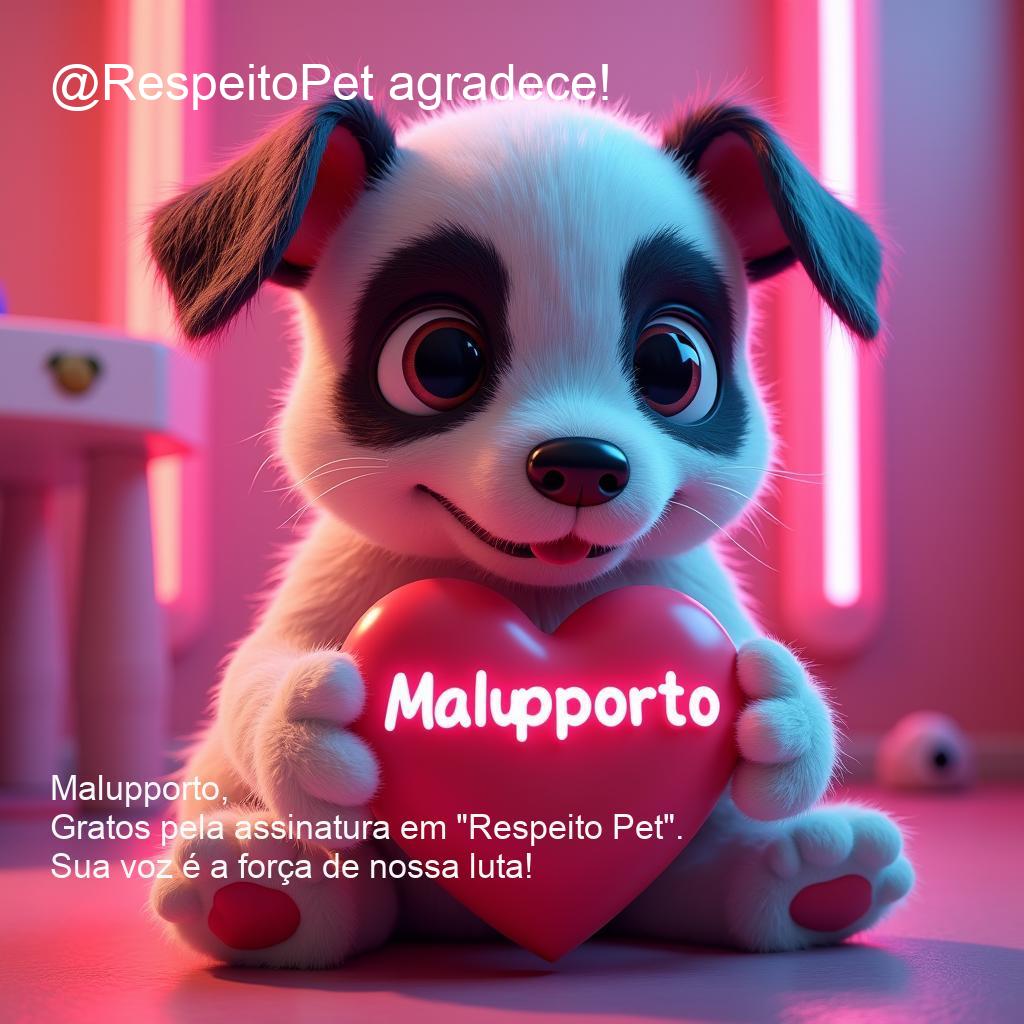 @RespeitoPet agradece!
Malupporto
Malupporto,
Gratos pela assinatura em "Respeito Pet".
Sua voz é a força de nossa luta!